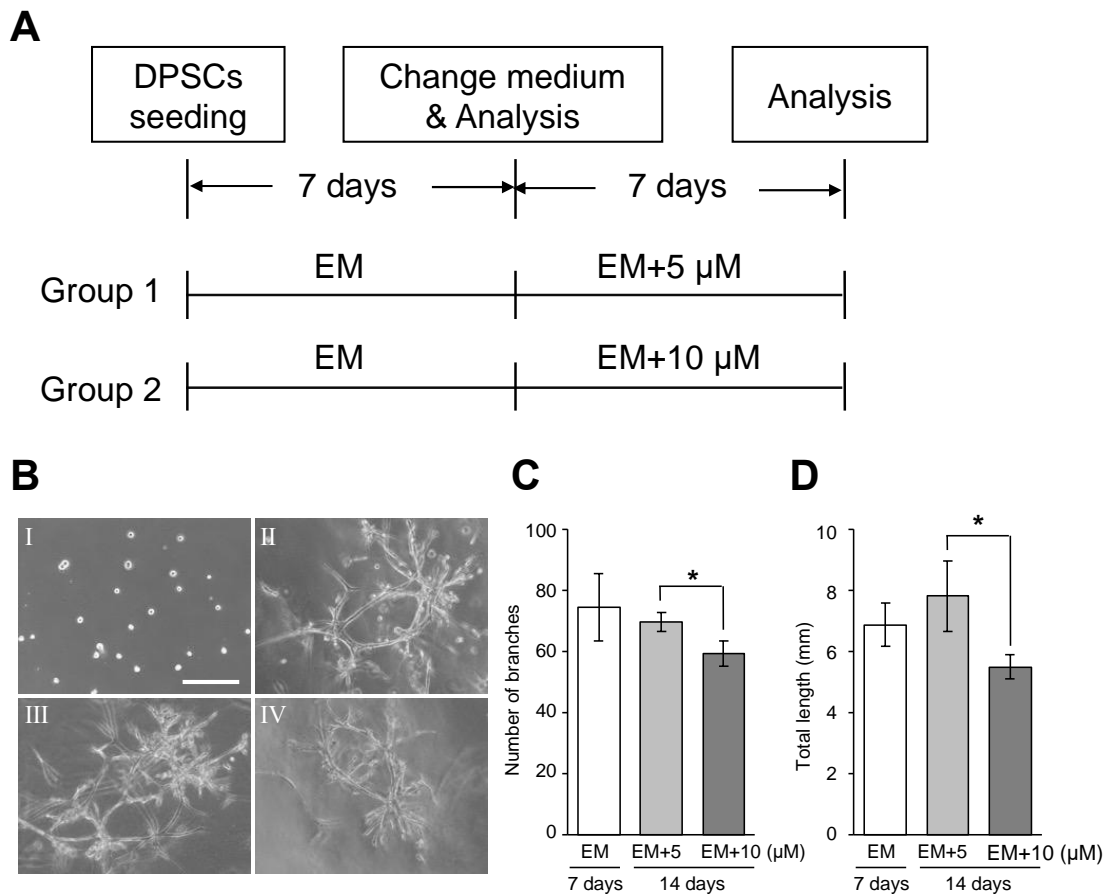 A
DPSCs
seeding
Change medium
& Analysis
Analysis
7 days
7 days
Group 1
EM
EM+5 µM
Group 2
EM
EM+10 µM
B
I
II
III
IV
C
Number of branches
100
80
60
40
20
0
*
EM
EM+5
EM+10 (µM)
7 days
14 days
D
Total length (mm)
10
8
6
4
2
0
*
EM
EM+5
EM+10 (µM)
7 days
14 days